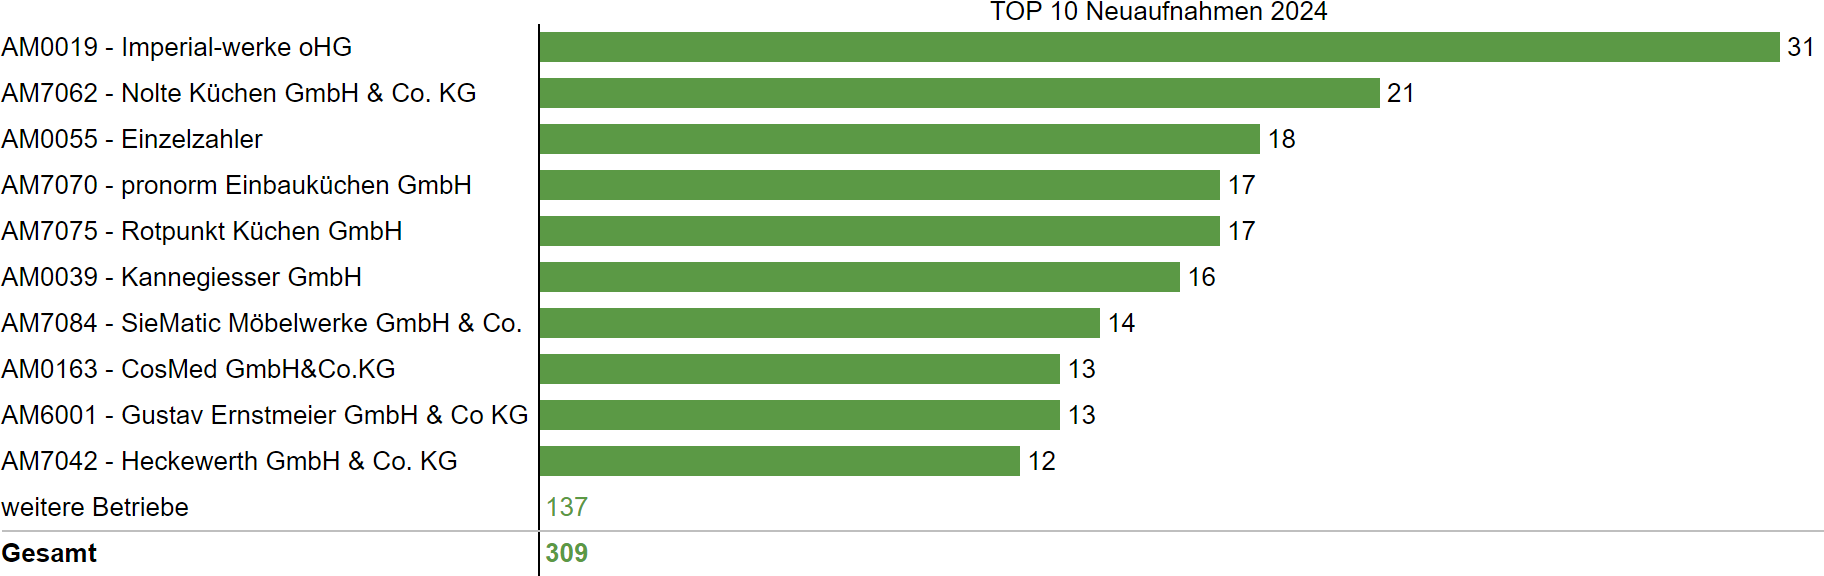 TOP 10 Neuaufnahmen 2024
AM0019 - Imperial-werke oHG 31
AM7062 - Nolte Küchen GmbH & Co. KG 21
AM0055 - Einzelzahler 18
AM7070 - pronorm Einbauküchen GmbH 17
AM7075 - Rotpunkt Küchen GmbH 17
AM0039 - Kannegiesser GmbH 16
AM7084 - SieMatic Möbelwerke GmbH & Co. 14
AM0163 - CosMed GmbH&Co.KG 13
AM6001 - Gustav Ernstmeier GmbH & Co KG 13
AM7042 - Heckewerth GmbH & Co. KG 12
weitere Betriebe 137
Gesamt 309